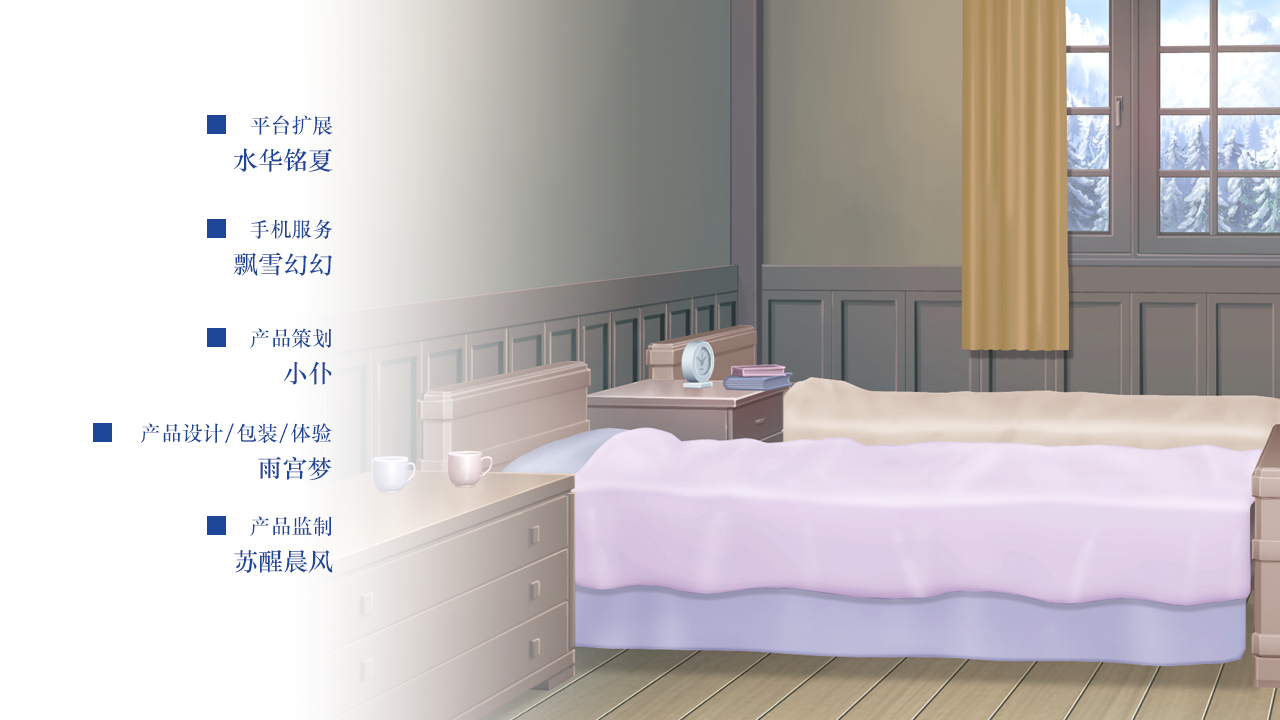 平台扩展
水华铭夏
手机服务
飘雪幻幻
产品策划
小仆
产品设计/包装/体验
雨宫梦
产品监制
苏醒晨风